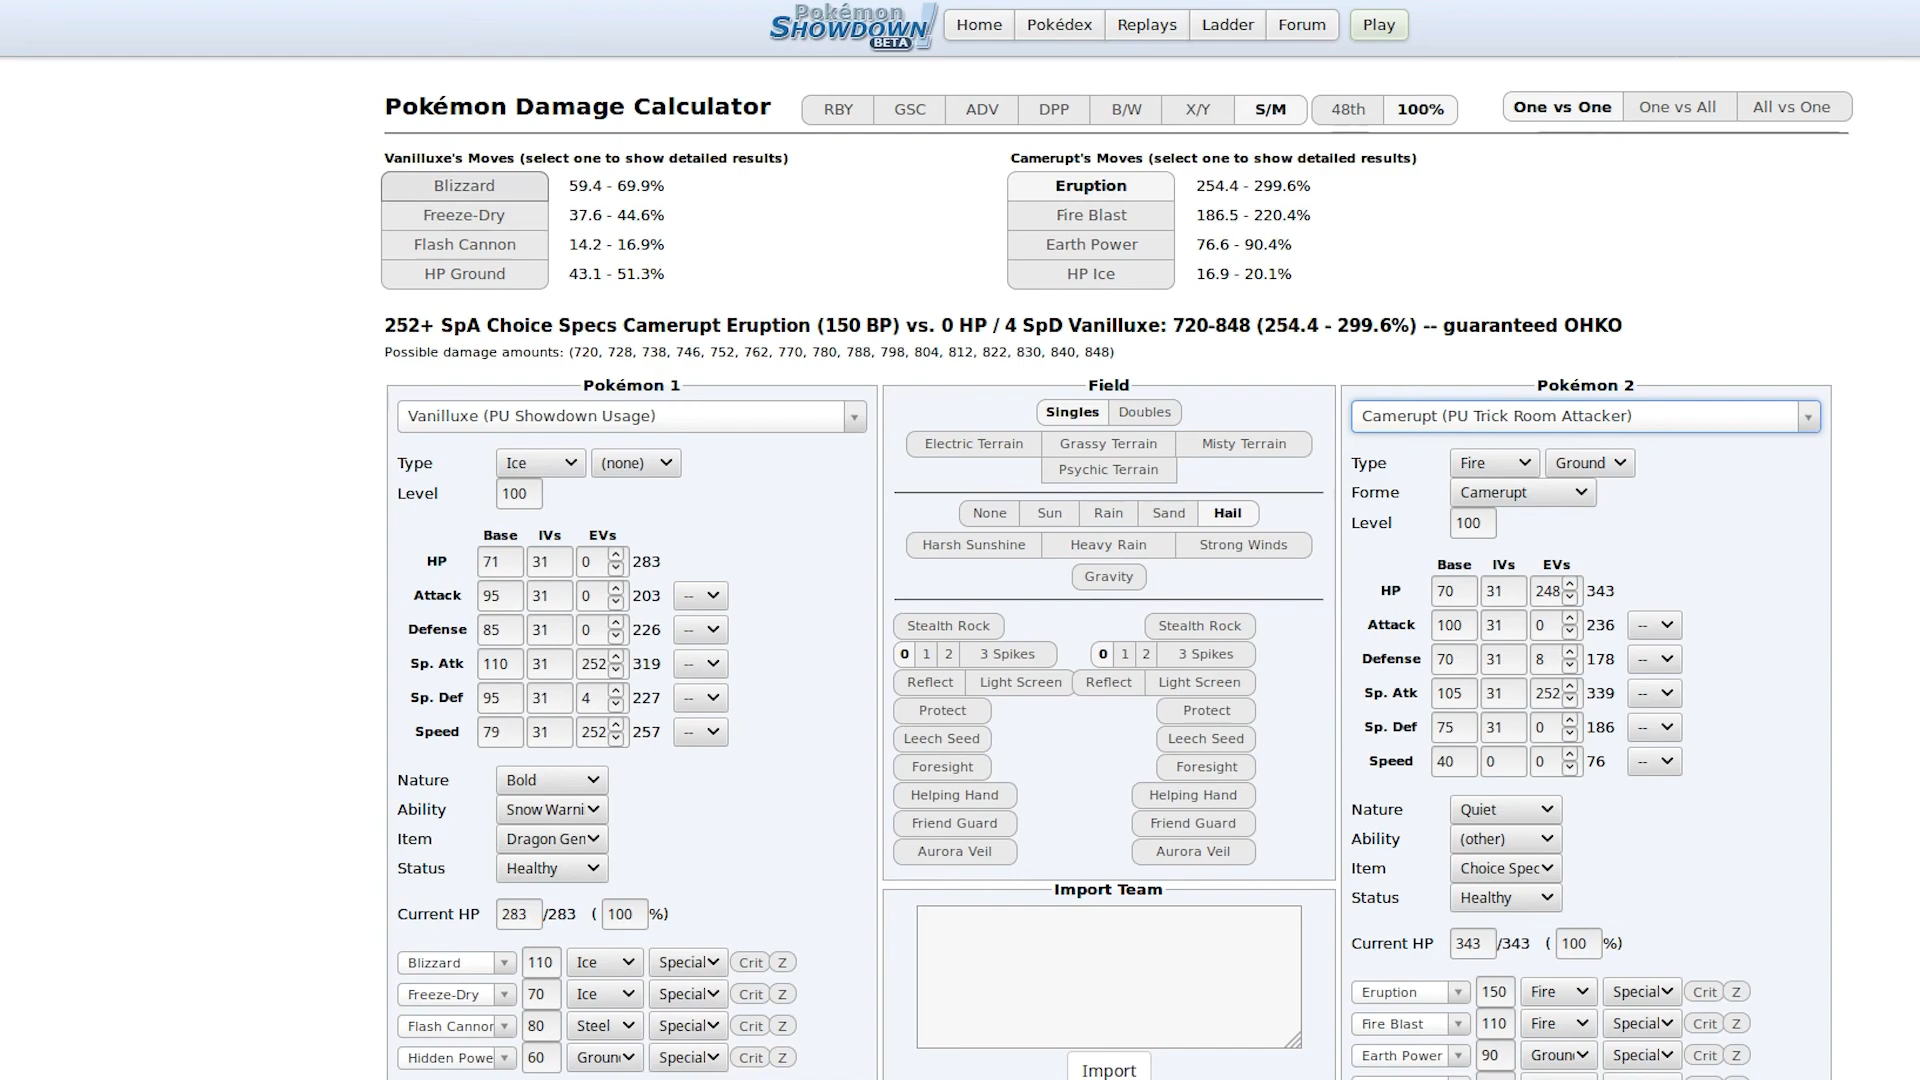 Pokémon
SHOWDOWN!
BETA
Home Pokédex Replays Ladder Forum Play
Pokémon Damage Calculator RBY GSC ADV DPP B/W X/Y S/M 48th 100% One vs One One vs All All vs One
Vanilluxe's Moves (select one to show detailed results) Camerupt's Moves (select one to show detailed results)
Blizzard 59.4 - 69.9% Eruption 254.4 - 299.6%
Freeze-Dry 37.6 - 44.6% Fire Blast 186.5 - 220.4%
Flash Cannon 14.2 - 16.9% Earth Power 76.6 - 90.4%
HP Ground 43.1 - 51.3% HP Ice 16.9 - 20.1%
252+ SpA Choice Specs Camerupt Eruption (150 BP) vs. 0 HP / 4 SpD Vanilluxe: 720-848 (254.4 - 299.6%) -- guaranteed OHKO
Possible damage amounts: (720, 728, 738, 746, 752, 762, 770, 780, 788, 798, 804, 812, 822, 830, 840, 848)
Pokémon 1
Vanilluxe (PU Showdown Usage)
Type Ice (none)
Level 100
Base IVs EVs
HP 71 31 0 283
Attack 95 31 0 203 --
Defense 85 31 0 226 --
Sp. Atk 110 31 252 319 --
Sp. Def 95 31 4 227 --
Speed 79 31 252 257 --
Nature Bold
Ability Snow Warni
Item Dragon Gen
Status Healthy
Current HP 283 /283 ( 100 %)
Blizzard 110 Ice Special Crit Z
Freeze-Dry 70 Ice Special Crit Z
Flash Cannon 80 Steel Special Crit Z
Hidden Powe 60 Groun Special Crit Z
Field
Singles Doubles
Electric Terrain Grassy Terrain Misty Terrain
Psychic Terrain
None Sun Rain Sand Hail
Harsh Sunshine Heavy Rain Strong Winds
Gravity
Stealth Rock Stealth Rock
0 1 2 3 Spikes 0 1 2 3 Spikes
Reflect Light Screen Reflect Light Screen
Protect Protect
Leech Seed Leech Seed
Foresight Foresight
Helping Hand Helping Hand
Friend Guard Friend Guard
Aurora Veil Aurora Veil
Import Team
Import
Pokémon 2
Camerupt (PU Trick Room Attacker)
Type Fire Ground
Forme Camerupt
Level 100
Base IVs EVs
HP 70 31 248 343
Attack 100 31 0 236 --
Defense 70 31 8 178 --
Sp. Atk 105 31 252 339 --
Sp. Def 75 31 0 186 --
Speed 40 0 0 76 --
Nature Quiet
Ability (other)
Item Choice Spec
Status Healthy
Current HP 343 /343 ( 100 %)
Eruption 150 Fire Special Crit Z
Fire Blast 110 Fire Special Crit Z
Earth Power 90 Groun Special Crit Z